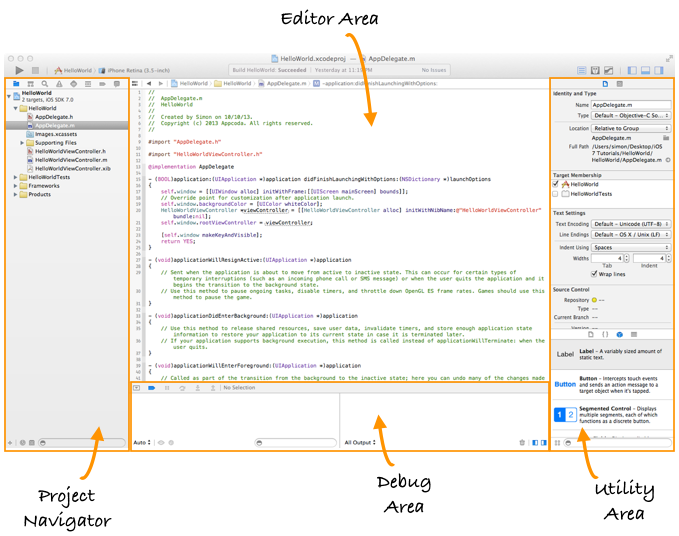 Editor Area
HelloWorld.xcodeproj — AppDelegate.m
HelloWorld
iPhone Retina (3.5-inch)
Build HelloWorld: Succeeded | Yesterday at 11:19 PM
No Issues
HelloWorld
2 targets, iOS SDK 7.0
HelloWorld
AppDelegate.h
AppDelegate.m
Images.xcassets
Supporting Files
HelloWorldViewController.h
HelloWorldViewController.m
HelloWorldViewController.xib
HelloWorldTests
Frameworks
Products
HelloWorld
HelloWorld
AppDelegate.m
-application:didFinishLaunchingWithOptions:
//
//  AppDelegate.m
//  HelloWorld
//
//  Created by Simon on 10/10/13.
//  Copyright (c) 2013 Appcoda. All rights reserved.
//
#import "AppDelegate.h"
#import "HelloWorldViewController.h"
@implementation AppDelegate
- (BOOL)application:(UIApplication *)application didFinishLaunchingWithOptions:(NSDictionary *)launchOptions
{
self.window = [[UIWindow alloc] initWithFrame:[[UIScreen mainScreen] bounds]];
// Override point for customization after application launch.
self.window.backgroundColor = [UIColor whiteColor];
HelloWorldViewController *viewController = [[HelloWorldViewController alloc] initWithNibName:@"HelloWorldViewController"
bundle:nil];
self.window.rootViewController = viewController;
[self.window makeKeyAndVisible];
return YES;
}
- (void)applicationWillResignActive:(UIApplication *)application
{
// Sent when the application is about to move from active to inactive state. This can occur for certain types of
temporary interruptions (such as an incoming phone call or SMS message) or when the user quits the application and it
begins the transition to the background state.
// Use this method to pause ongoing tasks, disable timers, and throttle down OpenGL ES frame rates. Games should use this
method to pause the game.
}
- (void)applicationDidEnterBackground:(UIApplication *)application
{
// Use this method to release shared resources, save user data, invalidate timers, and store enough application state
information to restore your application to its current state in case it is terminated later.
// If your application supports background execution, this method is called instead of applicationWillTerminate: when the
user quits.
}
- (void)applicationWillEnterForeground:(UIApplication *)application
{
// Called as part of the transition from the background to the inactive state; here you can undo many of the changes made
No Selection
Auto
All Output
Identity and Type
Name AppDelegate.m
Type Default - Objective-C So...
Location Relative to Group
AppDelegate.m
Full Path /Users/simon/Desktop/iOS
7 Tutorials/HelloWorld/
HelloWorld/AppDelegate.m
Target Membership
HelloWorld
HelloWorldTests
Text Settings
Text Encoding Default - Unicode (UTF-8)
Line Endings Default - OS X / Unix (LF)
Indent Using Spaces
Widths 4 4
Tab Indent
Wrap lines
Source Control
Repository --
Type --
Current Branch --
Version --
Label
Label - A variably sized amount of
static text.
Button
Button - Intercepts touch events
and sends an action message to a
target object when it's tapped.
1 2
Segmented Control - Displays
multiple segments, each of which
functions as a discrete button.
Project
Navigator
Debug
Area
Utility
Area